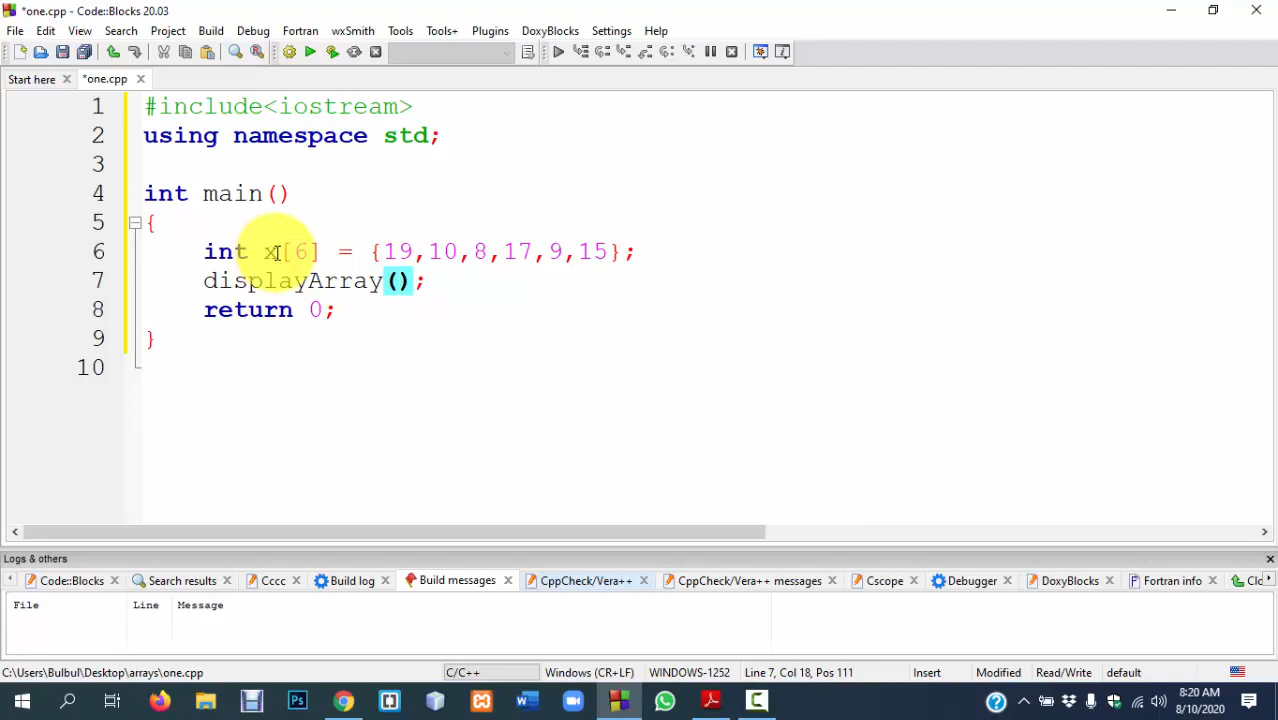 *one.cpp - Code::Blocks 20.03
File Edit View Search Project Build Debug Fortran wxSmith Tools Tools+ Plugins DoxyBlocks Settings Help
Start here *one.cpp
1 #include<iostream>
2 using namespace std;
3
4 int main()
5 {
6 int x[6] = {19,10,8,17,9,15};
7 displayArray();
8 return 0;
9 }
10
Logs & others
Code::Blocks Search results Cccc Build log Build messages CppCheck/Vera++ CppCheck/Vera++ messages Cscope Debugger DoxyBlocks Fortran info Clo
File Line Message
C:\Users\Bulbul\Desktop\arrays\one.cpp C/C++ Windows (CR+LF) WINDOWS-1252 Line 7, Col 18, Pos 111 Insert Modified Read/Write default
Ps
8:20 AM
8/10/2020